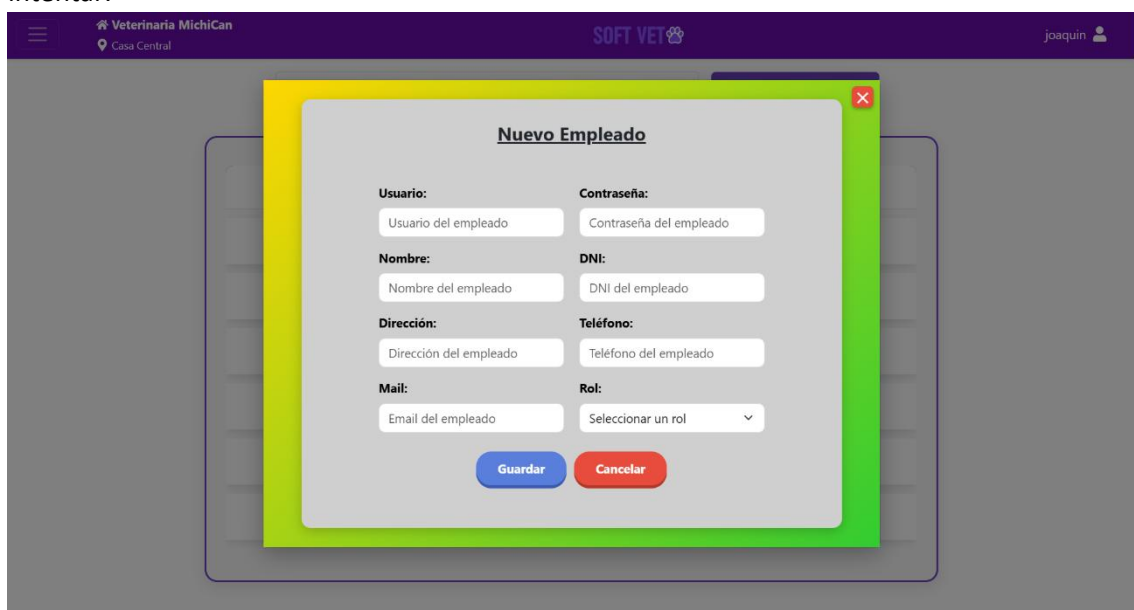 Veterinaria MichiCan
Casa Central
SOFT VET
joaquin
Nuevo Empleado
Usuario: Contraseña:
Usuario del empleado Contraseña del empleado
Nombre: DNI:
Nombre del empleado DNI del empleado
Dirección: Teléfono:
Dirección del empleado Teléfono del empleado
Mail: Rol:
Email del empleado Seleccionar un rol
Guardar Cancelar